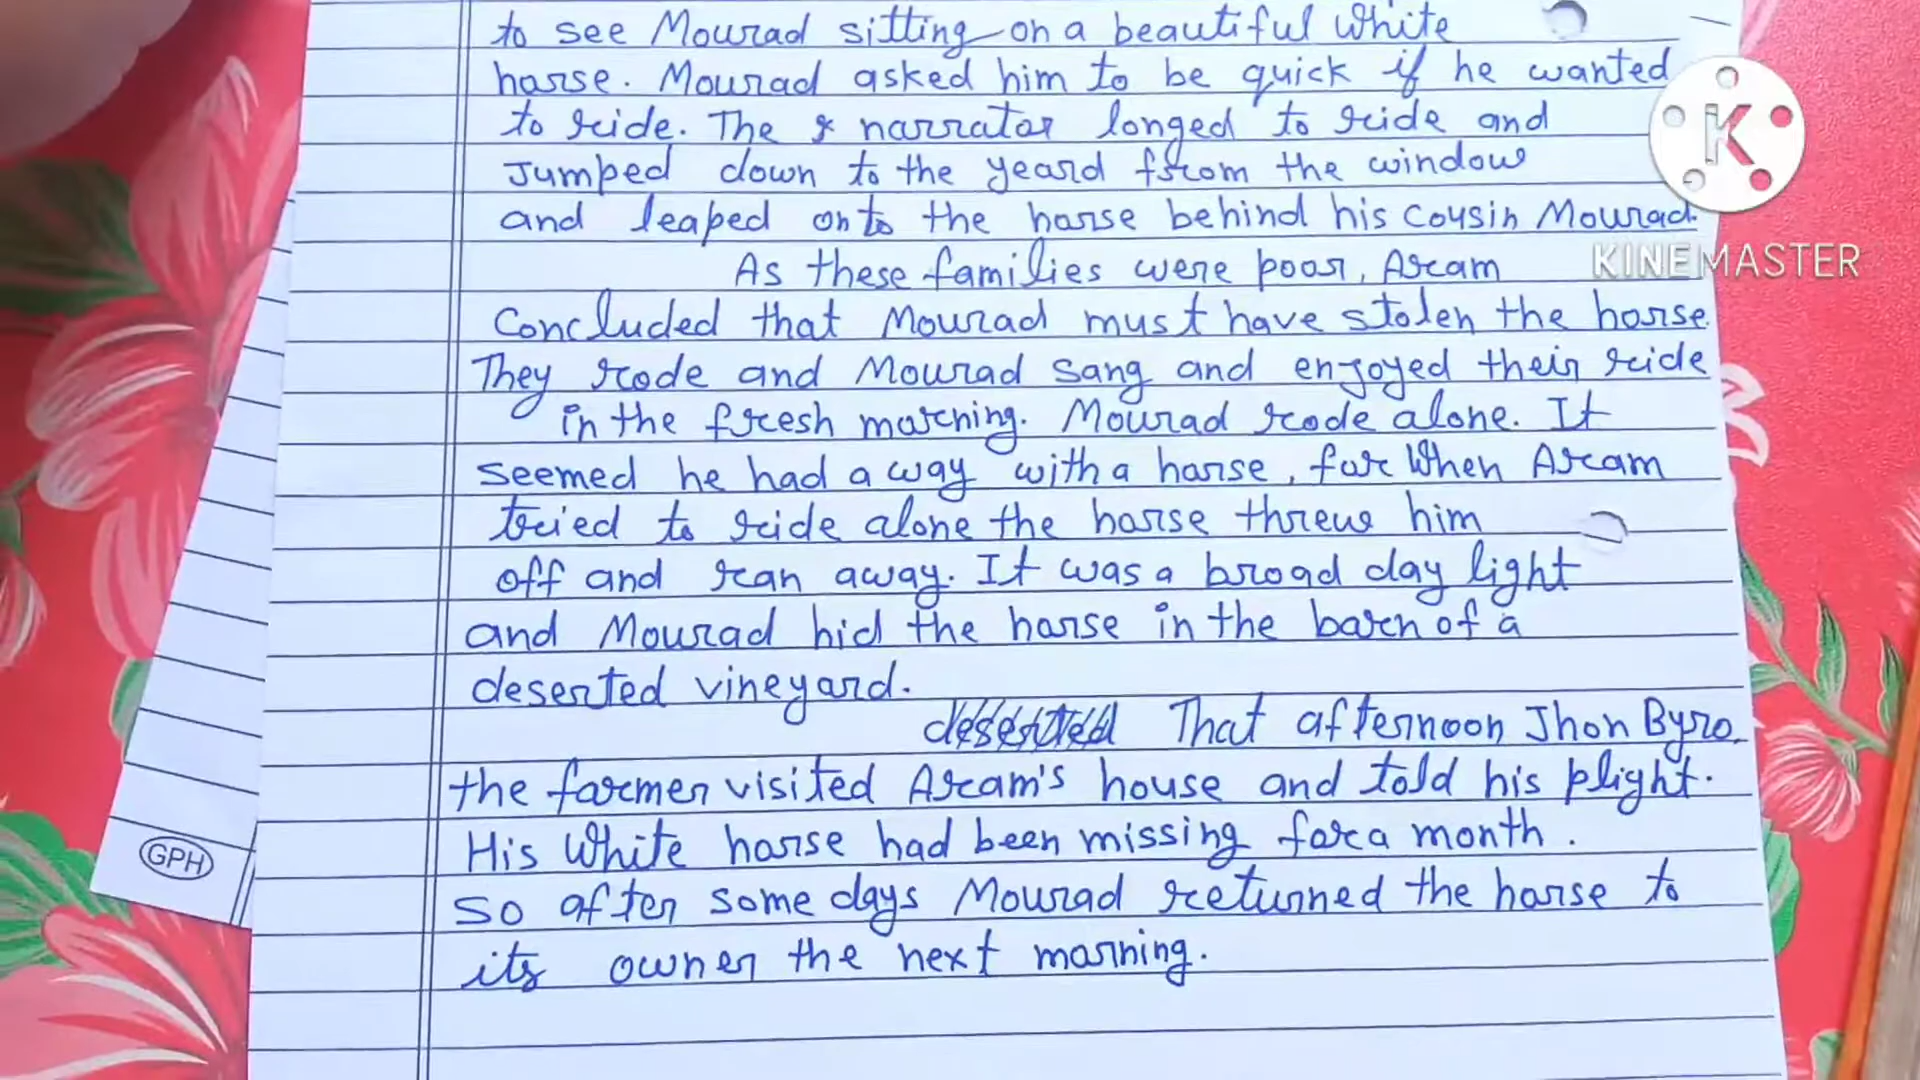 to see Mourad sitting on a beautiful White
horse. Mourad asked him to be quick if he wanted
to ride. The narrator longed to ride and
Jumped down to the yeard from the window
and leaped onto the horse behind his cousin Mourad.
As these families were poor, Aram
Concluded that Mourad must have stolen the horse.
They rode and Mourad sang and enjoyed their ride
in the fresh morning. Mourad rode alone. It
seemed he had a way with a horse, for When Aram
tried to ride alone the horse threw him
off and ran away. It was a broad day light
and Mourad hid the horse in the barn of a
deserted vineyard.
deserted That afternoon Jhon Byro
the farmer visited Aram's house and told his plight.
His White horse had been missing for a month.
So after some days Mourad returned the horse to
its owner the next morning.
GPH
K
KINEMASTER